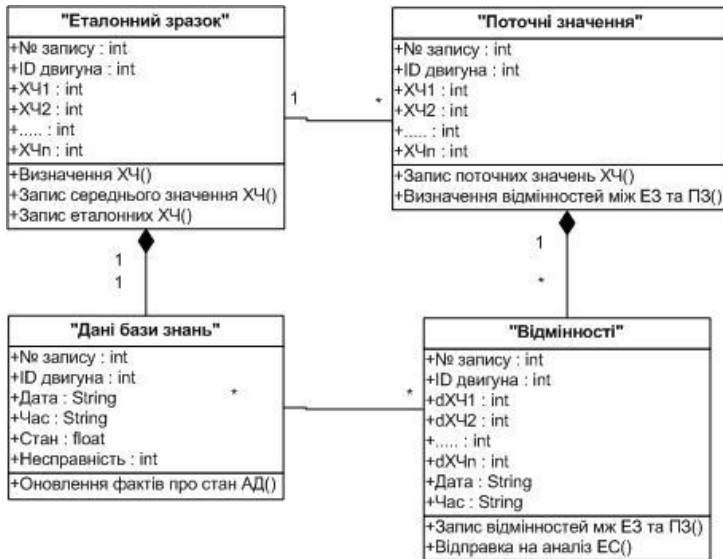 "Еталонний зразок"
+№ запису : int
+ID двигуна : int
+ХЧ1 : int
+ХЧ2 : int
+..... : int
+ХЧn : int
+Визначення ХЧ()
+Запис середнього значення ХЧ()
+Запис еталонних ХЧ()
1
*
"Поточні значення"
+№ запису : int
+ID двигуна : int
+ХЧ1 : int
+ХЧ2 : int
+..... : int
+ХЧn : int
+Запис поточних значень ХЧ()
+Визначення відмінностей між ЕЗ та ПЗ()
1
1
1
*
"Дані бази знань"
+№ запису : int
+ID двигуна : int
+Дата : String
+Час : String
+Стан : float
+Несправність : int
+Оновлення фактів про стан АД()
*
*
"Відмінності"
+№ запису : int
+ID двигуна : int
+dХЧ1 : int
+dХЧ2 : int
+..... : int
+dХЧn : int
+Дата : String
+Час : String
+Запис відмінностей мж ЕЗ та ПЗ()
+Відправка на аналіз ЕС()